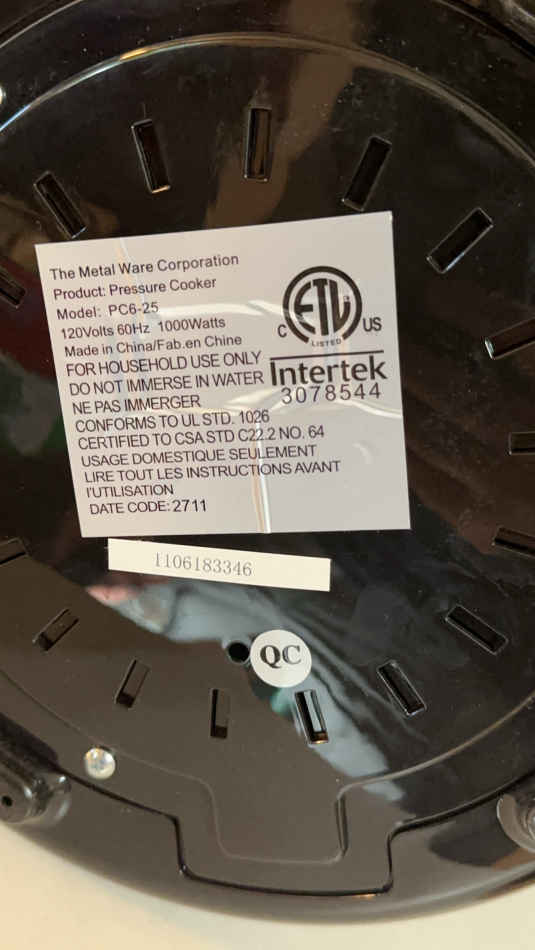 The Metal Ware Corporation
Product: Pressure Cooker
Model: PC6-25
120Volts 60Hz 1000Watts
Made in China/Fab.en Chine
FOR HOUSEHOLD USE ONLY
DO NOT IMMERSE IN WATER
NE PAS IMMERGER
CONFORMS TO UL STD. 1026
CERTIFIED TO CSA STD C22.2 NO. 64
USAGE DOMESTIQUE SEULEMENT
LIRE TOUT LES INSTRUCTIONS AVANT
l'UTILISATION
DATE CODE: 2711
C ETL ® US
LISTED
Intertek
3078544
1106183346
QC